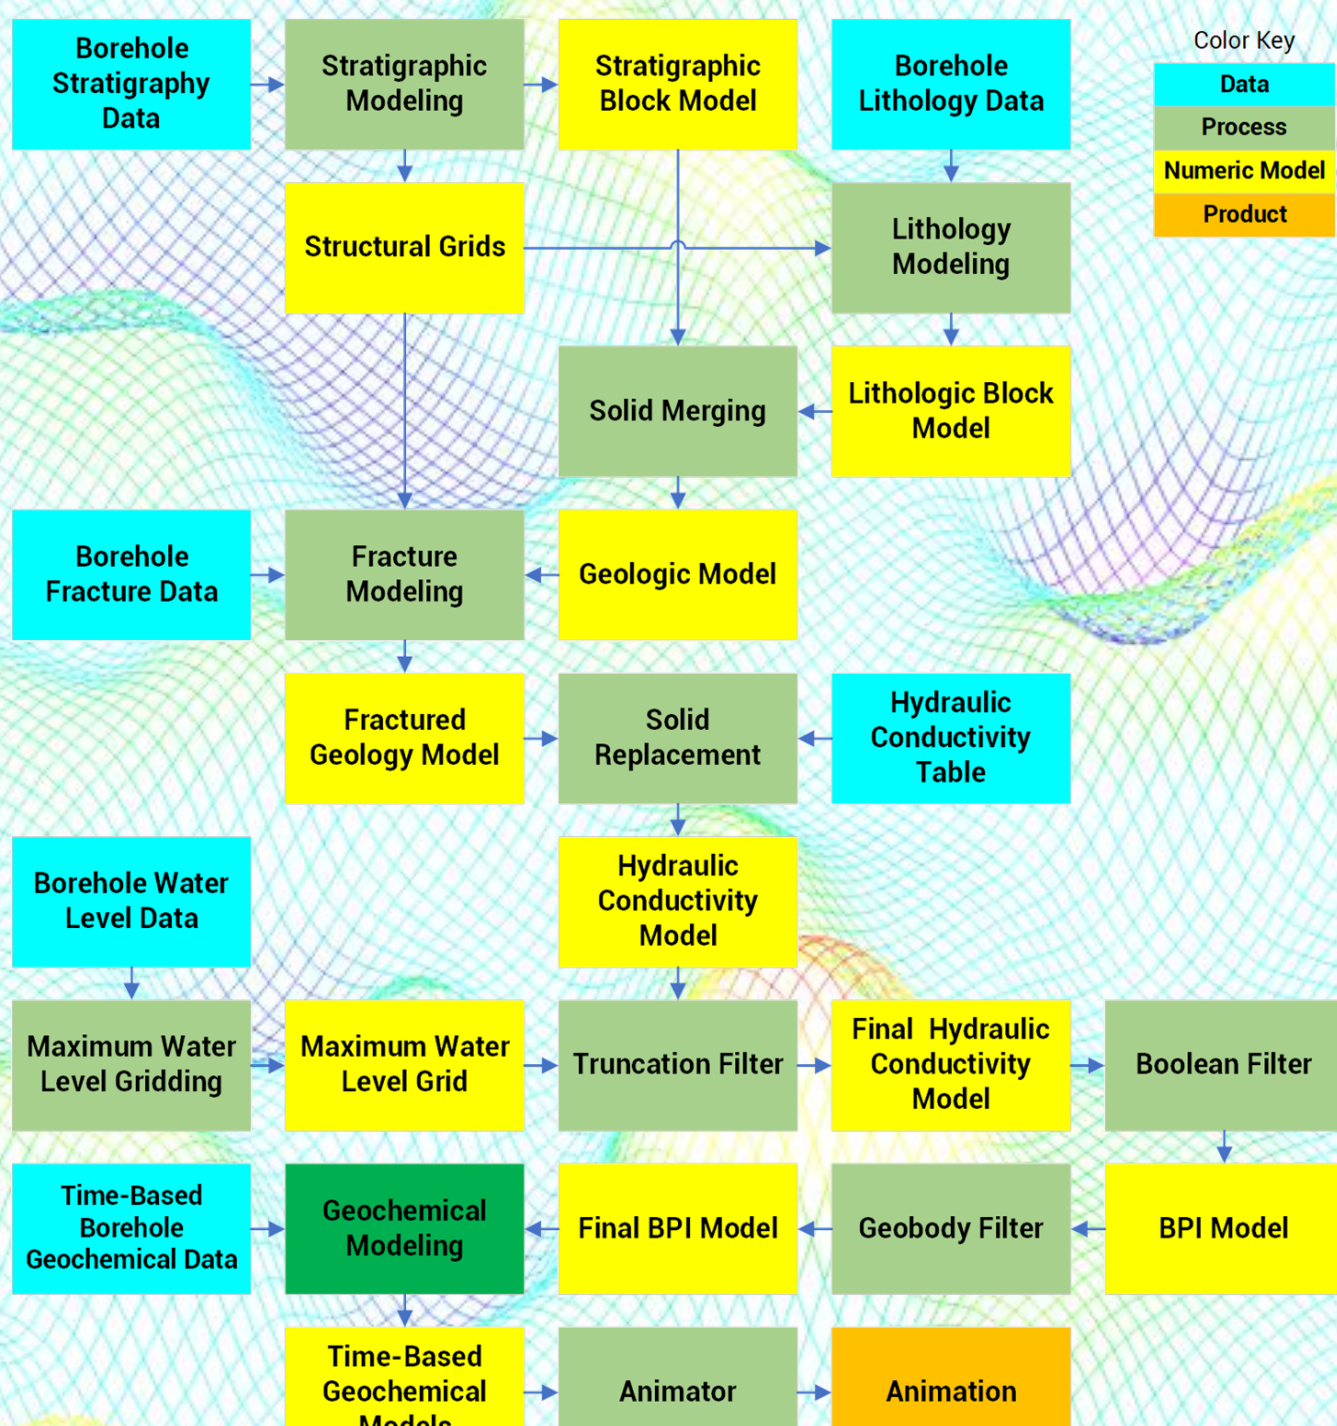 Borehole
Stratigraphy
Data
Stratigraphic
Modeling
Stratigraphic
Block Model
Borehole
Lithology Data
Color Key
Data
Process
Numeric Model
Product
Structural Grids
Lithology
Modeling
Solid Merging
Lithologic Block
Model
Borehole
Fracture Data
Fracture
Modeling
Geologic Model
Fractured
Geology Model
Solid
Replacement
Hydraulic
Conductivity
Table
Borehole Water
Level Data
Hydraulic
Conductivity
Model
Maximum Water
Level Gridding
Maximum Water
Level Grid
Truncation Filter
Final  Hydraulic
Conductivity
Model
Boolean Filter
Time-Based
Borehole
Geochemical Data
Geochemical
Modeling
Final BPI Model
Geobody Filter
BPI Model
Time-Based
Geochemical
Models
Animator
Animation